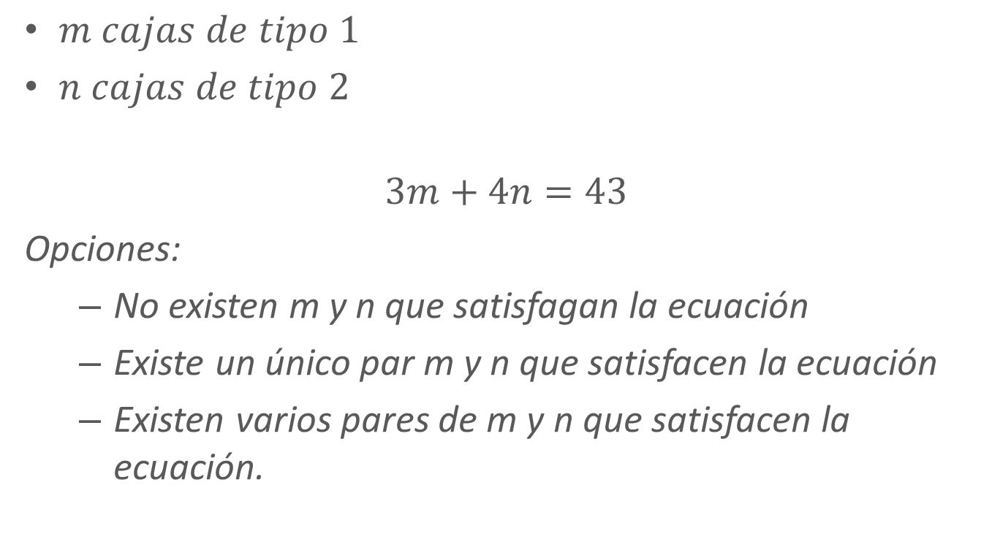 • m cajas de tipo 1
• n cajas de tipo 2
3m + 4n = 43
Opciones:
– No existen m y n que satisfagan la ecuación
– Existe un único par m y n que satisfacen la ecuación
– Existen varios pares de m y n que satisfacen la
ecuación.